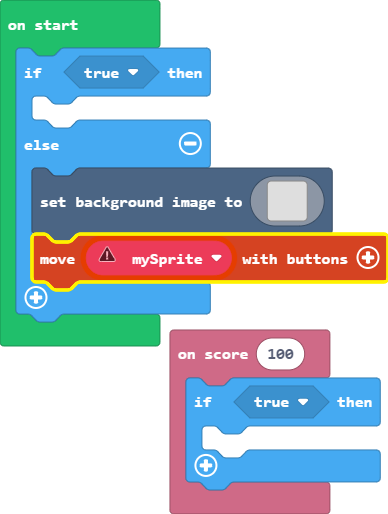 on start
if true then
else
set background image to
move mySprite with buttons
on score 100
if true then